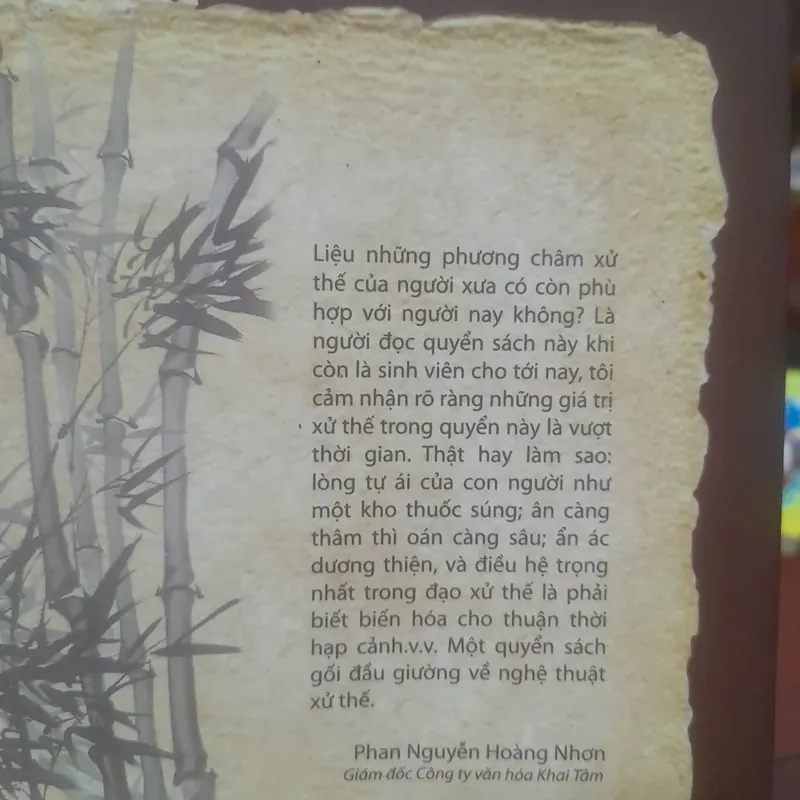 Liệu những phương châm xử
thế của người xưa có còn phù
hợp với người nay không? Là
người đọc quyển sách này khi
còn là sinh viên cho tới nay, tôi
cảm nhận rõ ràng những giá trị
xử thế trong quyển này là vượt
thời gian. Thật hay làm sao:
lòng tự ái của con người như
một kho thuốc súng; ân càng
thâm thì oán càng sâu; ẩn ác
dương thiện, và điều hệ trọng
nhất trong đạo xử thế là phải
biết biến hóa cho thuận thời
hạp cảnh.v.v. Một quyển sách
gối đầu giường về nghệ thuật
xử thế.
Phan Nguyễn Hoàng Nhơn
Giám đốc Công ty văn hóa Khai Tâm